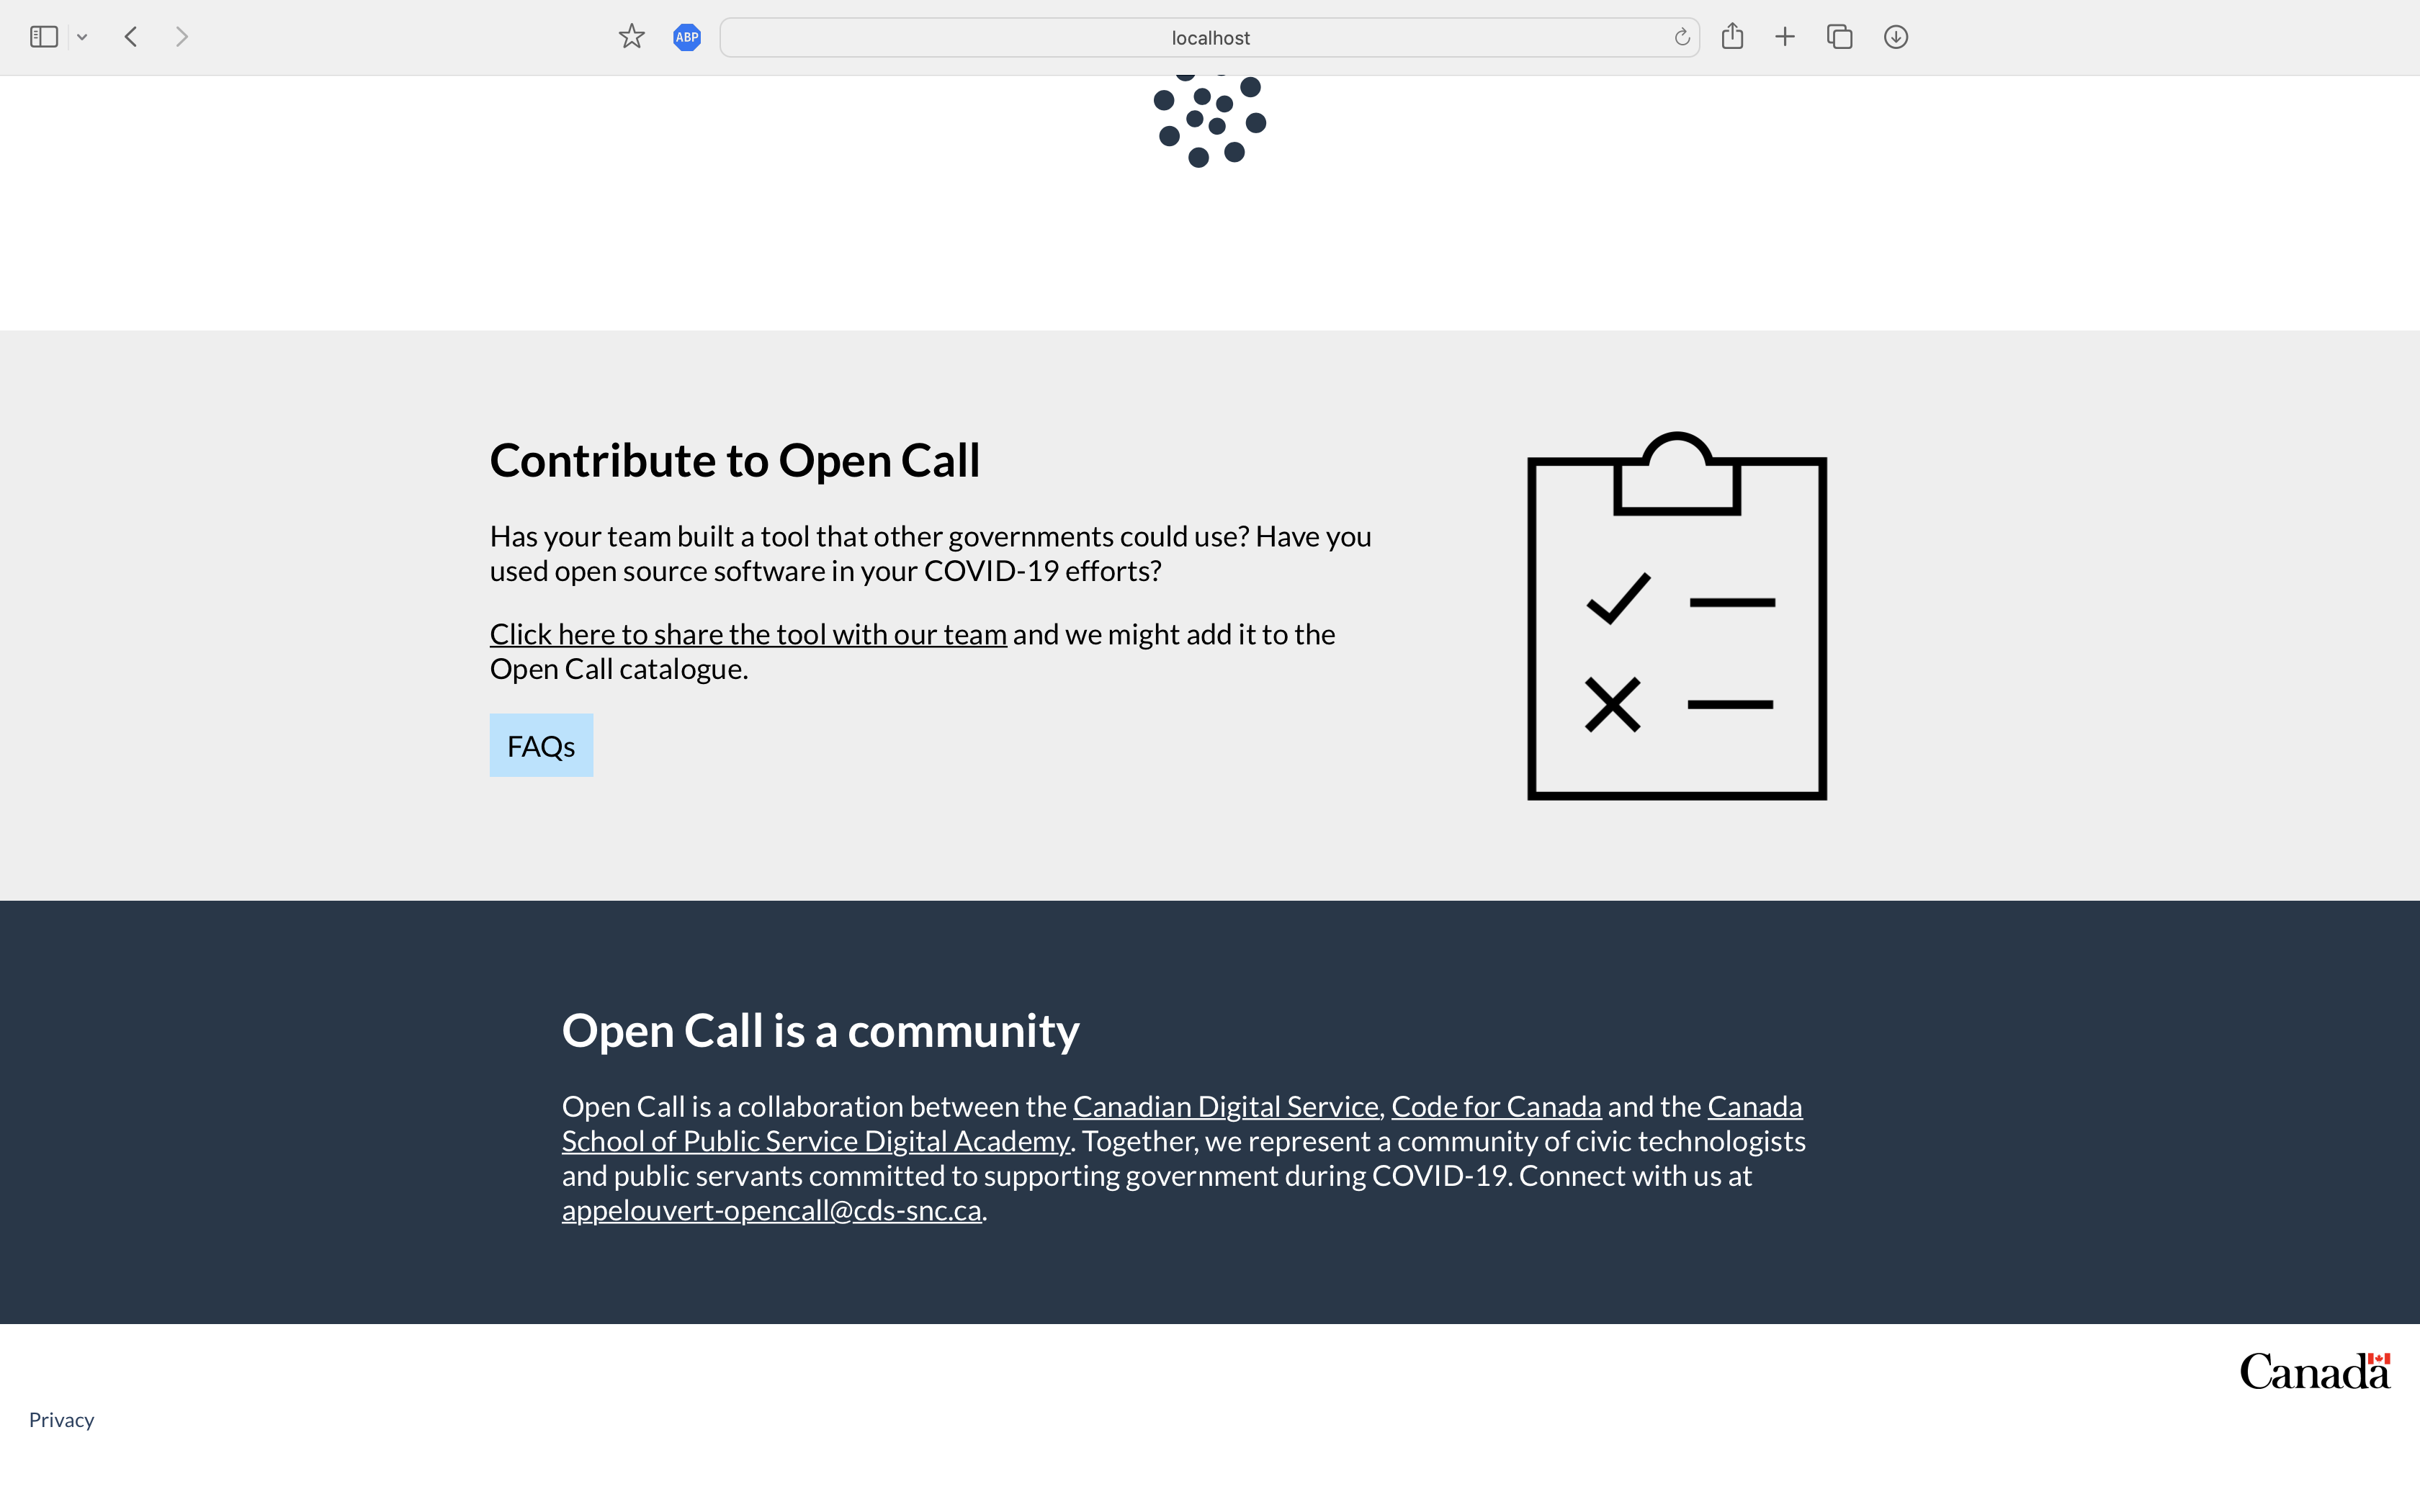 ABP
localhost
Contribute to Open Call
Has your team built a tool that other governments could use? Have you
used open source software in your COVID-19 efforts?
Click here to share the tool with our team and we might add it to the
Open Call catalogue.
FAQs
Open Call is a community
Open Call is a collaboration between the Canadian Digital Service, Code for Canada and the Canada
School of Public Service Digital Academy. Together, we represent a community of civic technologists
and public servants committed to supporting government during COVID-19. Connect with us at
appelouvert-opencall@cds-snc.ca.
Canada
Privacy